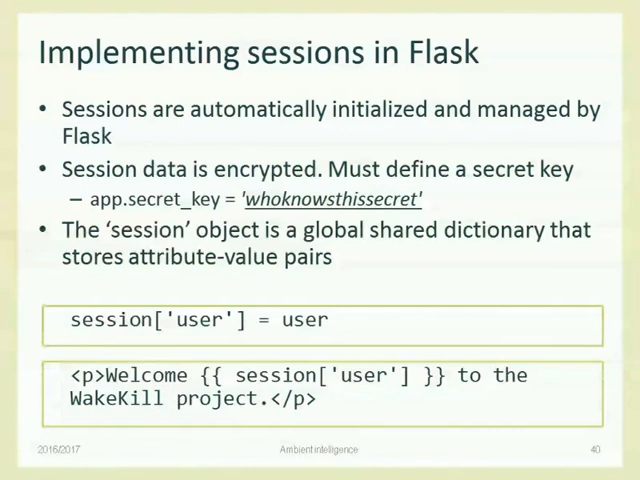 Implementing sessions in Flask
• Sessions are automatically initialized and managed by
Flask
• Session data is encrypted. Must define a secret key
– app.secret_key = 'whoknowsthissecret'
• The ‘session’ object is a global shared dictionary that
stores attribute-value pairs
session['user'] = user
<p>Welcome {{ session['user'] }} to the
WakeKill project.</p>
2016/2017 Ambient intelligence 40